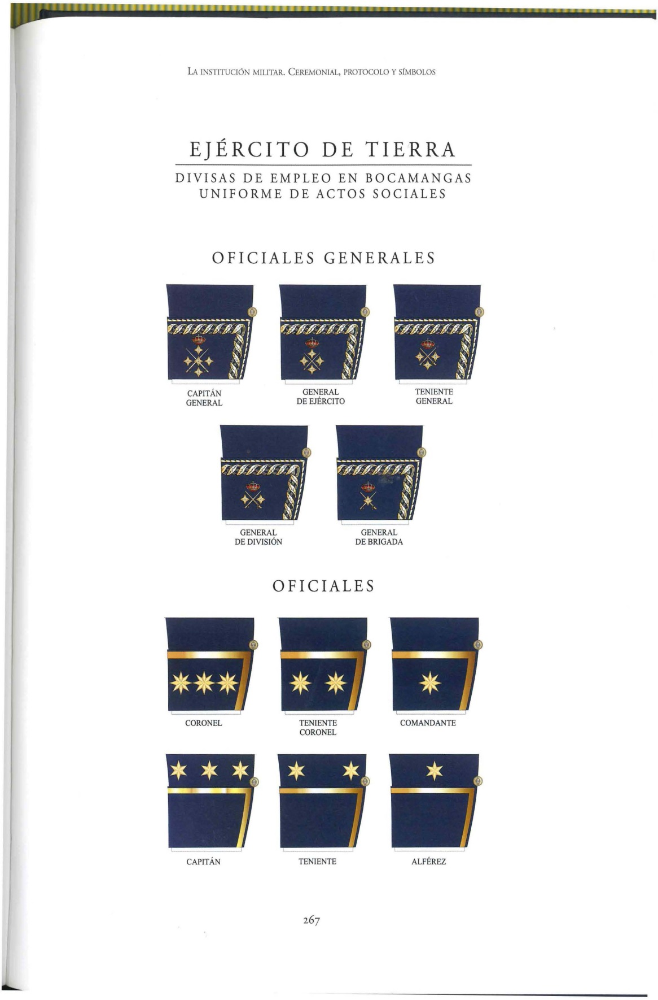 La institución militar. Ceremonial, protocolo y símbolos
EJÉRCITO DE TIERRA
DIVISAS DE EMPLEO EN BOCAMANGAS
UNIFORME DE ACTOS SOCIALES
OFICIALES GENERALES
CAPITÁN
GENERAL
GENERAL
DE EJÉRCITO
TENIENTE
GENERAL
GENERAL
DE DIVISIÓN
GENERAL
DE BRIGADA
OFICIALES
CORONEL
TENIENTE
CORONEL
COMANDANTE
CAPITÁN
TENIENTE
ALFÉREZ
267